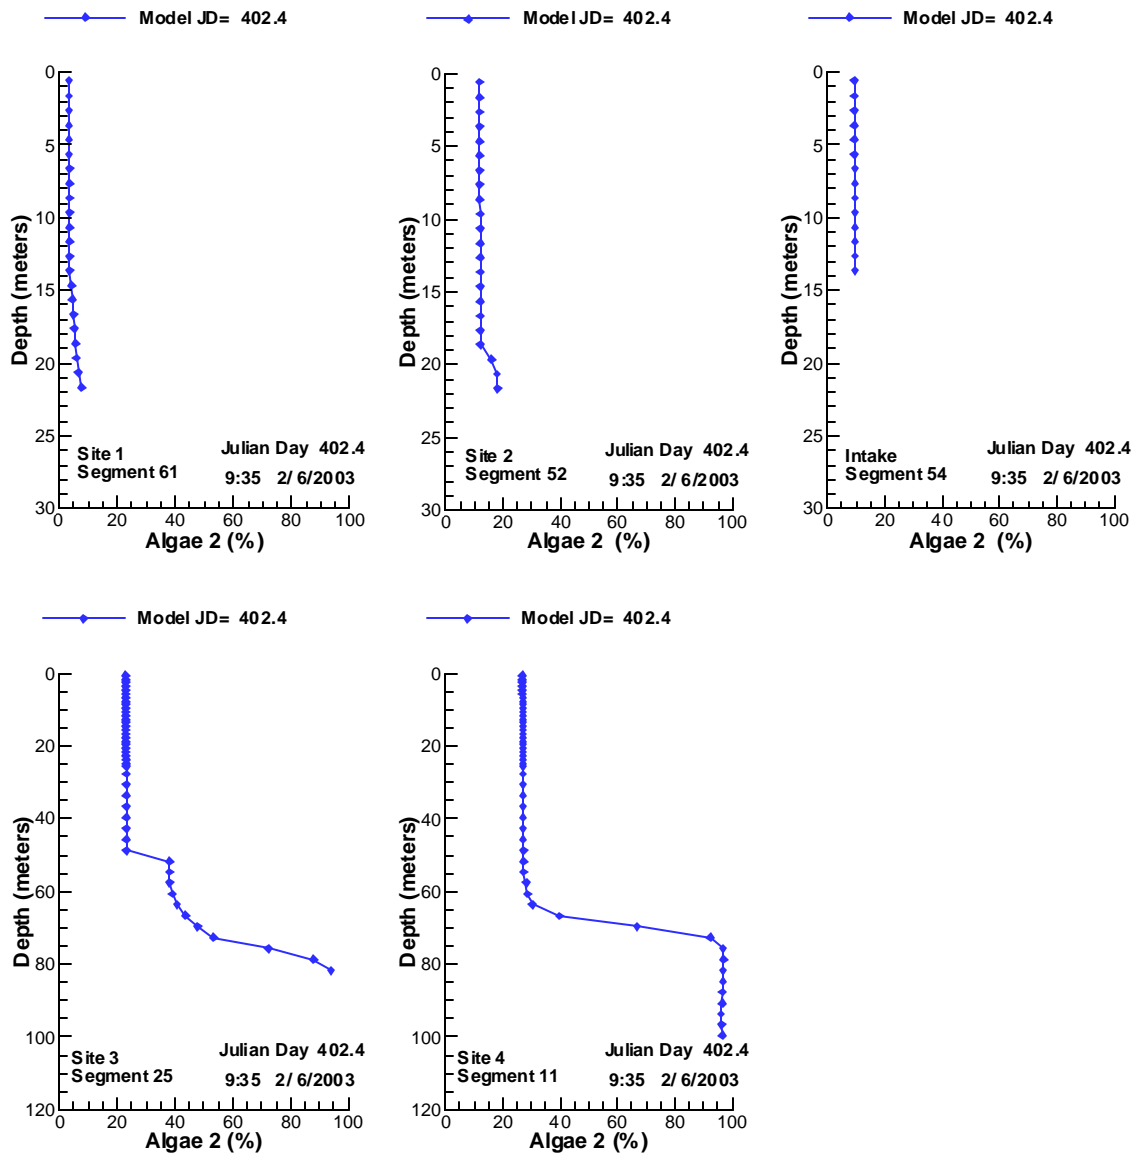 Model JD= 402.4
0
5
10
15
20
25
30
Depth (meters)
Site 1
Segment 61
Julian Day 402.4
9:35 2/ 6/2003
0 20 40 60 80 100
Algae 2 (%)
Model JD= 402.4
0
5
10
15
20
25
30
Depth (meters)
Site 2
Segment 52
Julian Day 402.4
9:35 2/ 6/2003
0 20 40 60 80 100
Algae 2 (%)
Model JD= 402.4
0
5
10
15
20
25
30
Depth (meters)
Intake
Segment 54
Julian Day 402.4
9:35 2/ 6/2003
0 20 40 60 80 100
Algae 2 (%)
Model JD= 402.4
0
20
40
60
80
100
120
Depth (meters)
Site 3
Segment 25
Julian Day 402.4
9:35 2/ 6/2003
0 20 40 60 80 100
Algae 2 (%)
Model JD= 402.4
0
20
40
60
80
100
120
Depth (meters)
Site 4
Segment 11
Julian Day 402.4
9:35 2/ 6/2003
0 20 40 60 80 100
Algae 2 (%)